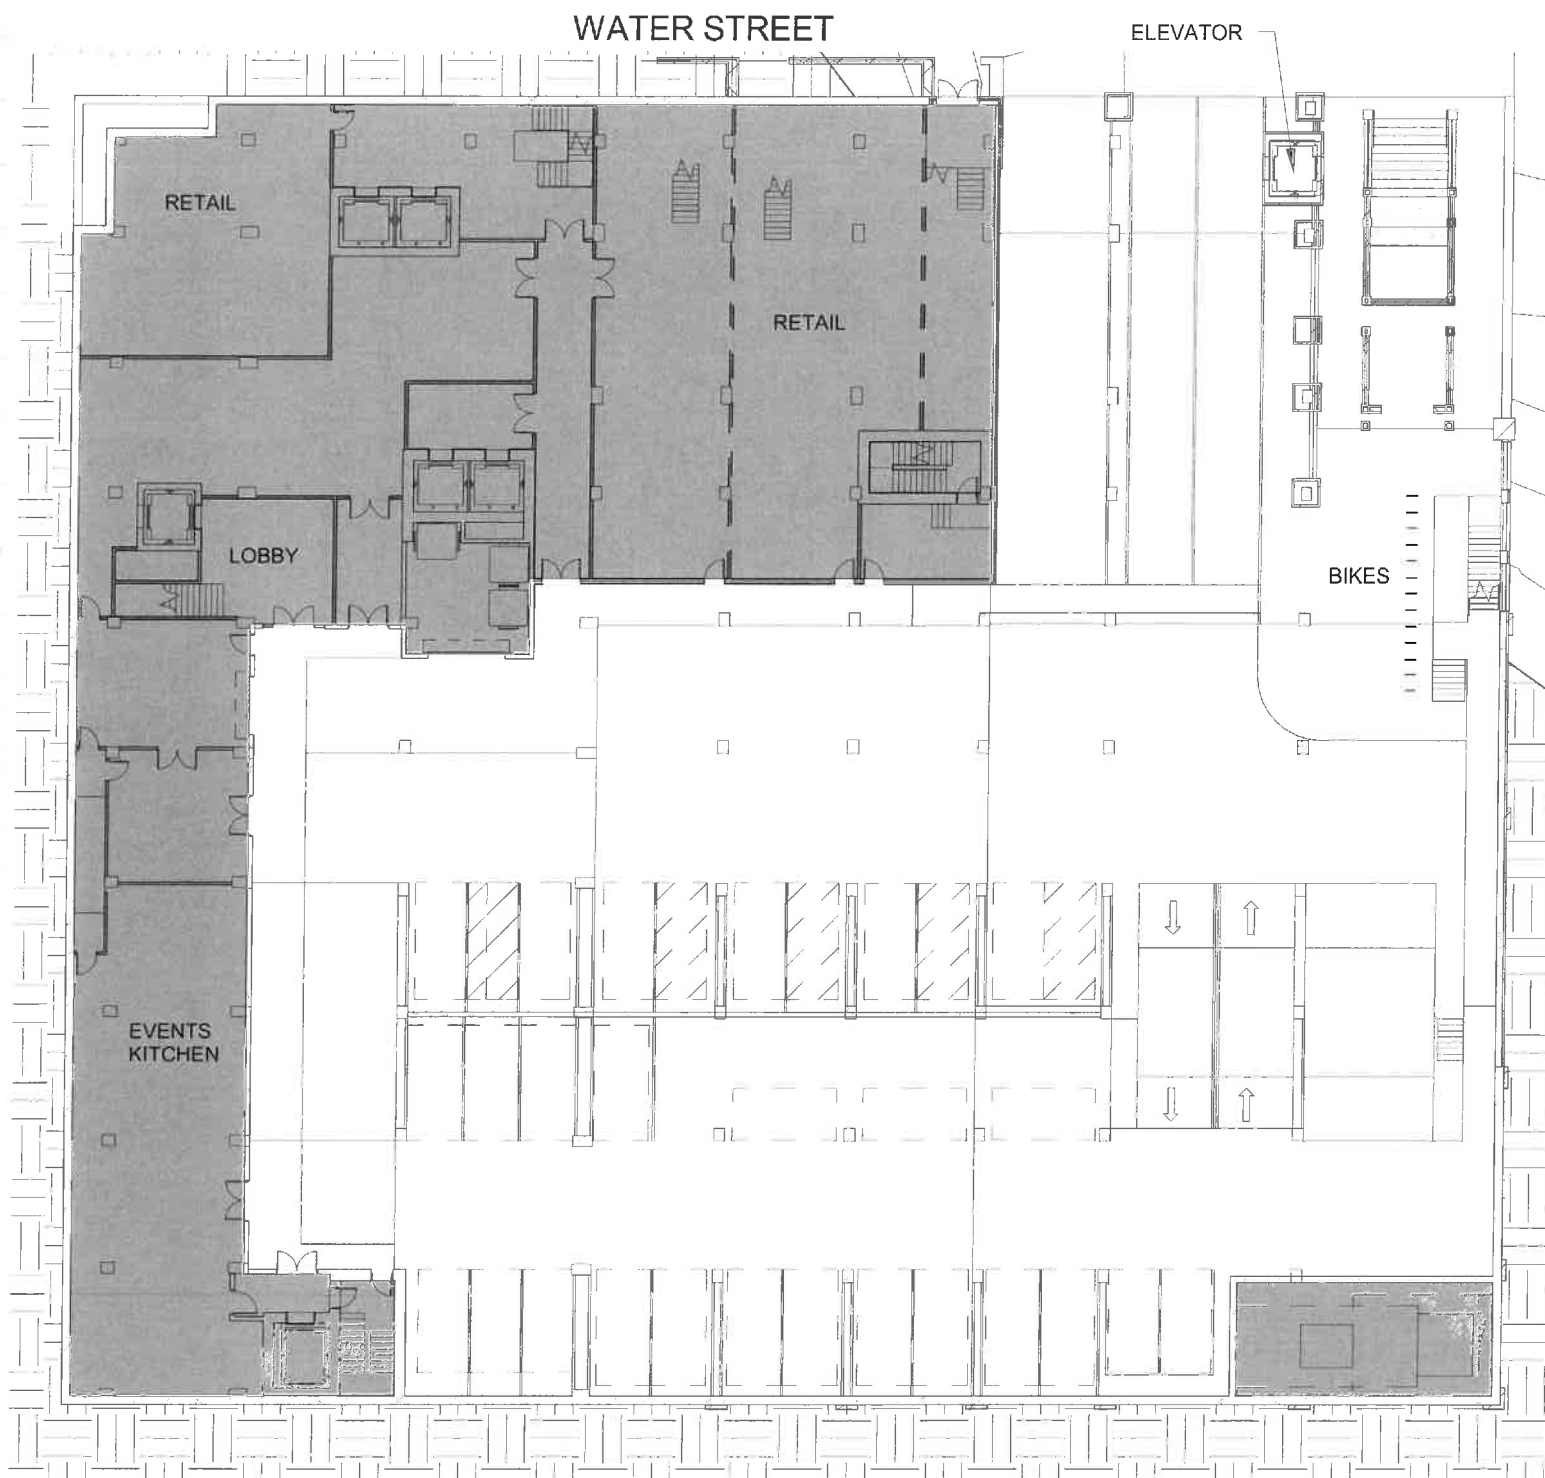 WATER STREET
ELEVATOR
RETAIL
RETAIL
LOBBY
BIKES
EVENTS
KITCHEN